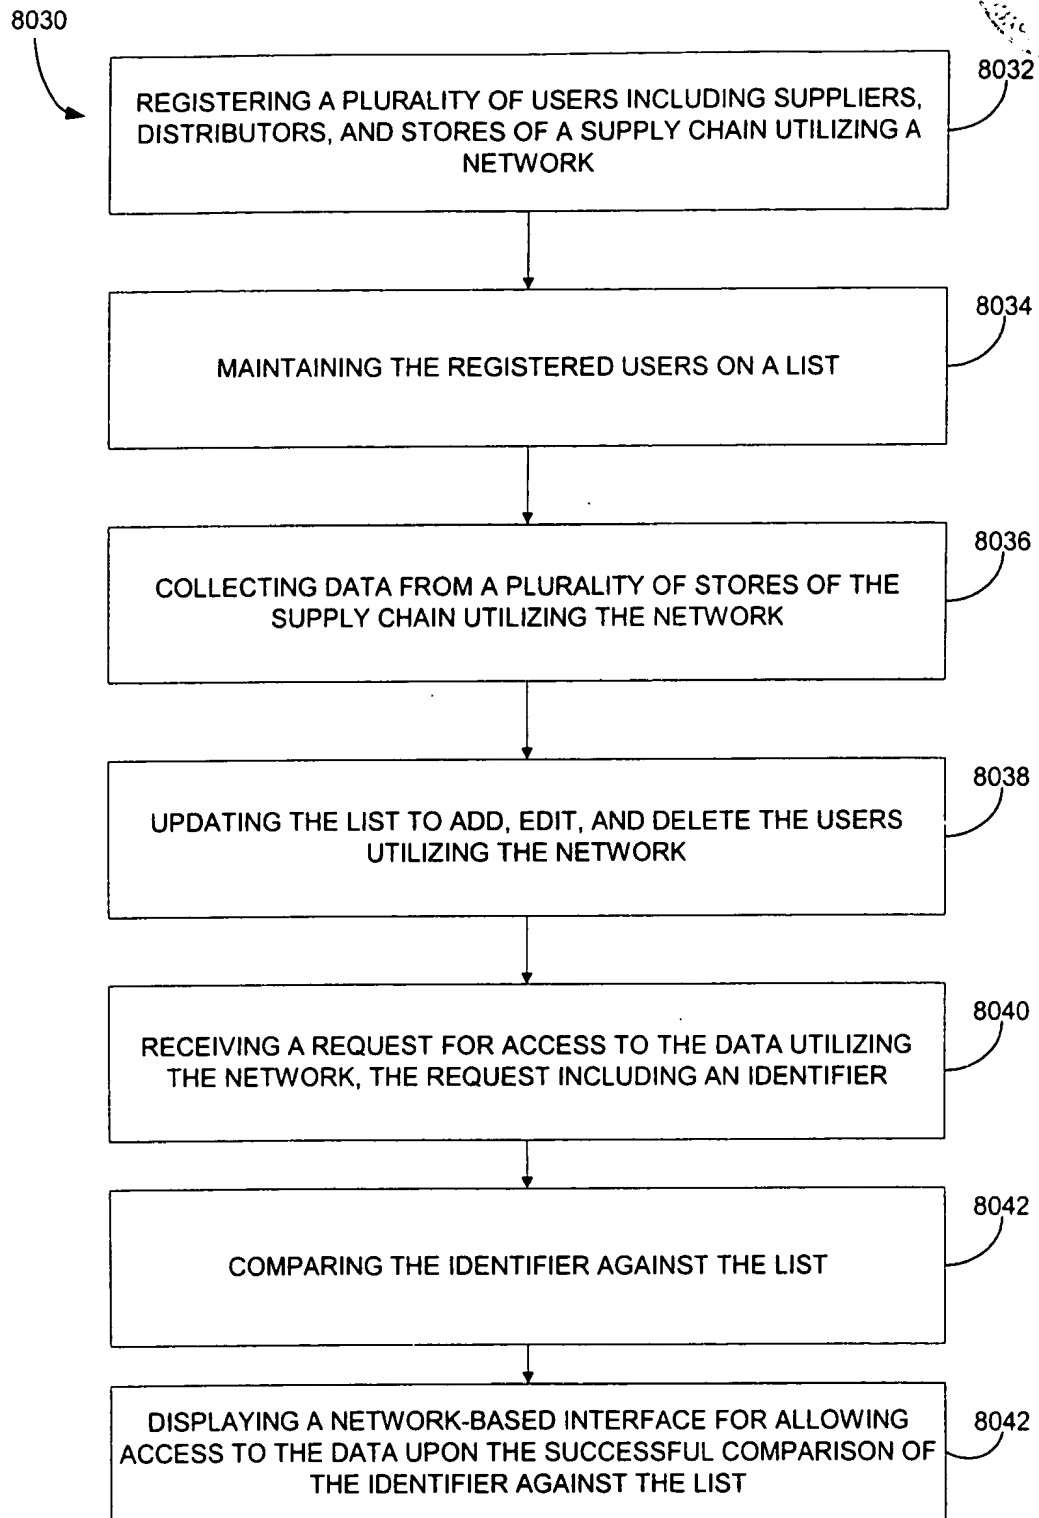 8030
8032
REGISTERING A PLURALITY OF USERS INCLUDING SUPPLIERS,
DISTRIBUTORS, AND STORES OF A SUPPLY CHAIN UTILIZING A
NETWORK
8034
MAINTAINING THE REGISTERED USERS ON A LIST
8036
COLLECTING DATA FROM A PLURALITY OF STORES OF THE
SUPPLY CHAIN UTILIZING THE NETWORK
8038
UPDATING THE LIST TO ADD, EDIT, AND DELETE THE USERS
UTILIZING THE NETWORK
8040
RECEIVING A REQUEST FOR ACCESS TO THE DATA UTILIZING
THE NETWORK, THE REQUEST INCLUDING AN IDENTIFIER
8042
COMPARING THE IDENTIFIER AGAINST THE LIST
8042
DISPLAYING A NETWORK-BASED INTERFACE FOR ALLOWING
ACCESS TO THE DATA UPON THE SUCCESSFUL COMPARISON OF
THE IDENTIFIER AGAINST THE LIST